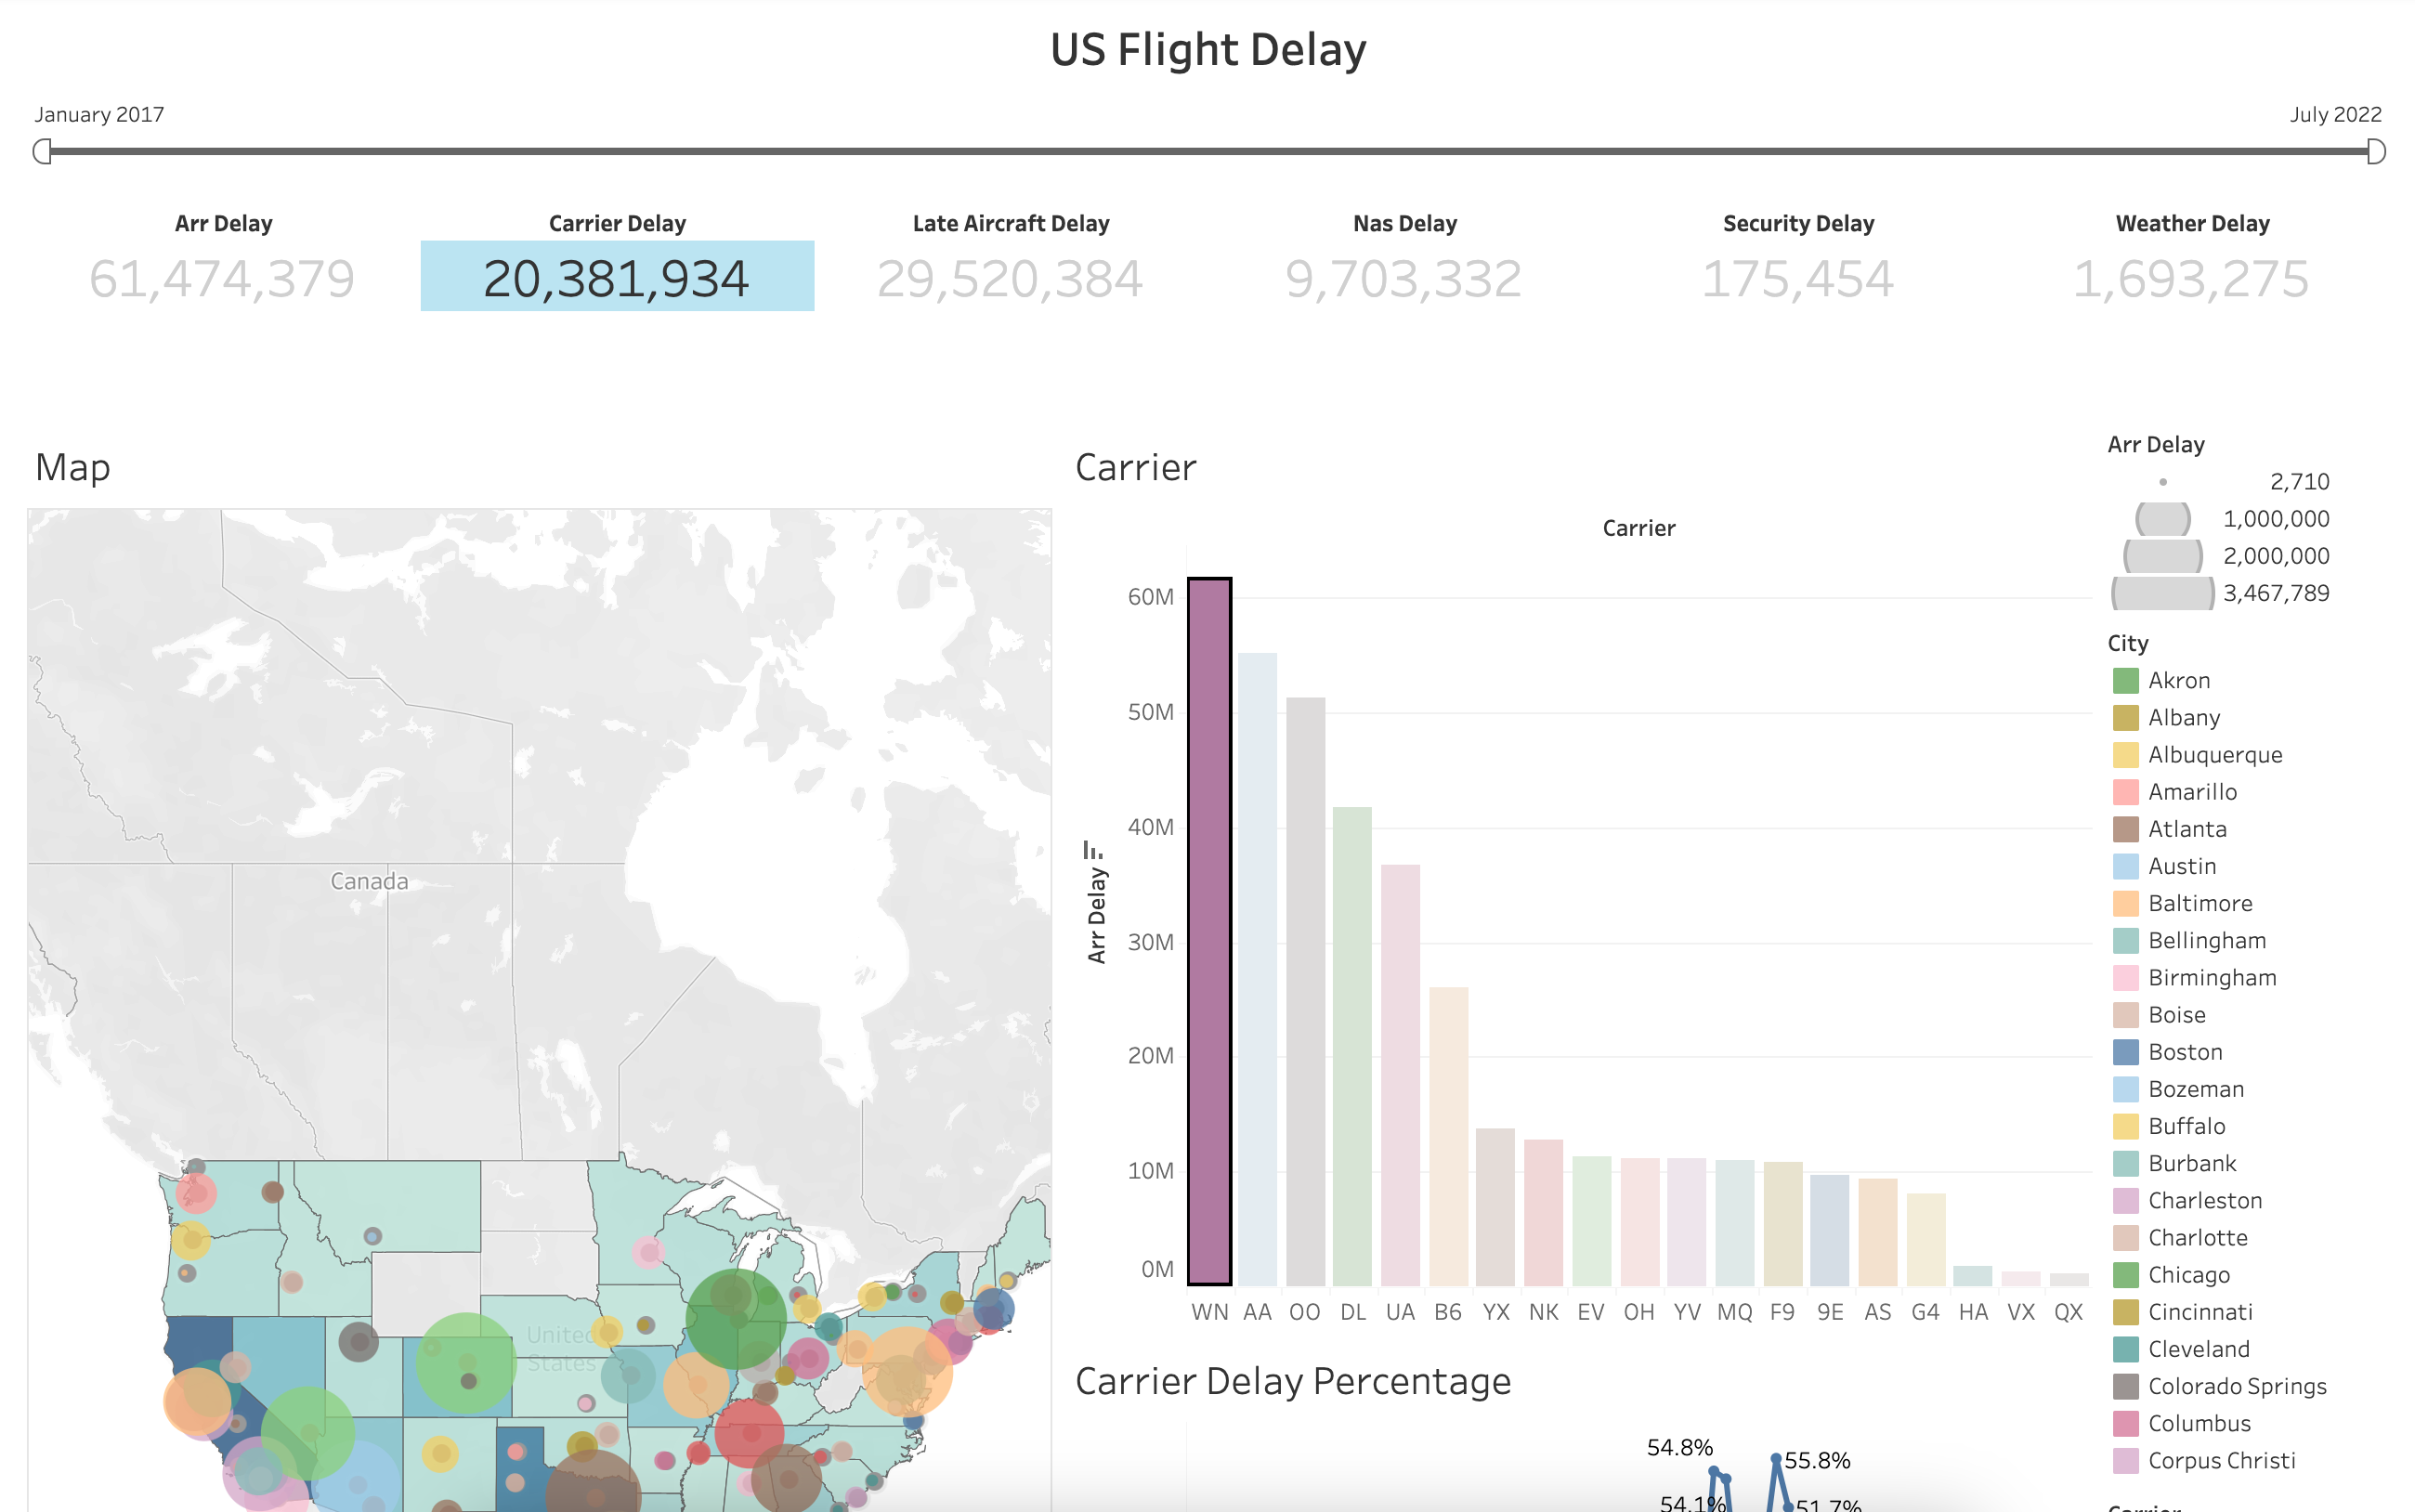 US Flight Delay
January 2017
July 2022
Arr Delay
Carrier Delay
Late Aircraft Delay
Nas Delay
Security Delay
Weather Delay
61,474,379
20,381,934
29,520,384
9,703,332
175,454
1,693,275
Map
Canada
United
States
Carrier
Carrier
Arr Delay
60M
50M
40M
30M
20M
10M
0M
WN AA OO DL UA B6 YX NK EV OH YV MQ F9 9E AS G4 HA VX QX
Carrier Delay Percentage
54.8%
55.8%
54.1%
51.7%
Arr Delay
2,710
1,000,000
2,000,000
3,467,789
City
Akron
Albany
Albuquerque
Amarillo
Atlanta
Austin
Baltimore
Bellingham
Birmingham
Boise
Boston
Bozeman
Buffalo
Burbank
Charleston
Charlotte
Chicago
Cincinnati
Cleveland
Colorado Springs
Columbus
Corpus Christi
Carrier